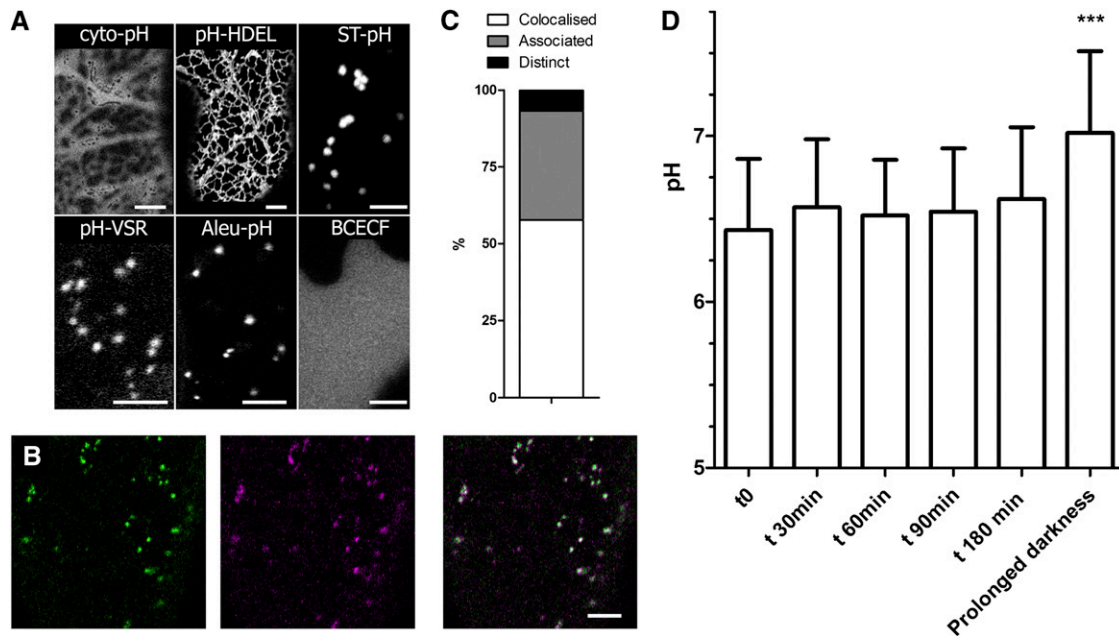 A
cyto-pH
pH-HDEL
ST-pH
pH-VSR
Aleu-pH
BCECF
B
C
Colocalised
Associated
Distinct
100
75
50
25
0
%
D
***
7
6
5
pH
t0
t 30min
t 60min
t 90min
t 180 min
Prolonged darkness